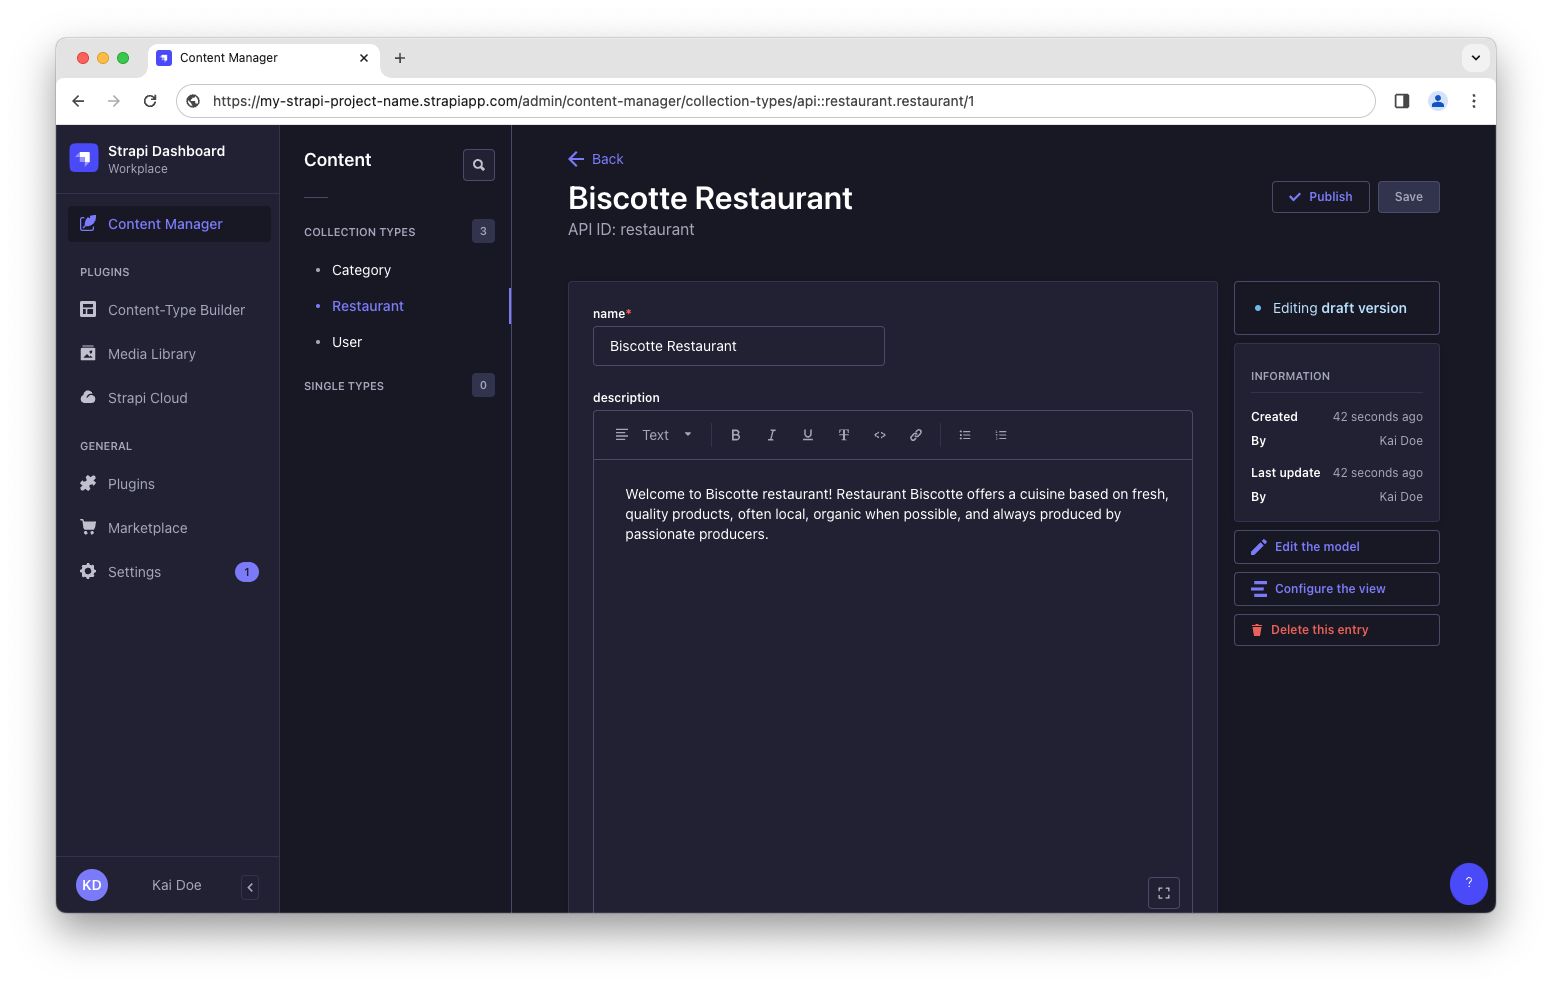 Content Manager
https://my-strapi-project-name.strapiapp.com/admin/content-manager/collection-types/api::restaurant.restaurant/1
Strapi Dashboard
Workplace
Content Manager
PLUGINS
Content-Type Builder
Media Library
Strapi Cloud
GENERAL
Plugins
Marketplace
Settings 1
KD Kai Doe
Content
COLLECTION TYPES 3
Category
Restaurant
User
SINGLE TYPES 0
Back
Biscotte Restaurant
API ID: restaurant
Publish Save
name*
Biscotte Restaurant
description
Text B I U T <>
Welcome to Biscotte restaurant! Restaurant Biscotte offers a cuisine based on fresh,
quality products, often local, organic when possible, and always produced by
passionate producers.
Editing draft version
INFORMATION
Created 42 seconds ago
By Kai Doe
Last update 42 seconds ago
By Kai Doe
Edit the model
Configure the view
Delete this entry
?